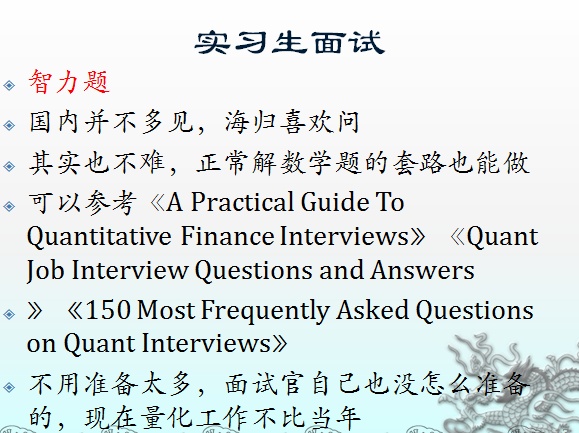 实习生面试
智力题
国内并不多见，海归喜欢问
其实也不难，正常解数学题的套路也能做
可以参考《A Practical Guide To
Quantitative Finance Interviews》 《Quant
Job Interview Questions and Answers
》 《150 Most Frequently Asked Questions
on Quant Interviews》
不用准备太多，面试官自己也没怎么准备
的，现在量化工作不比当年